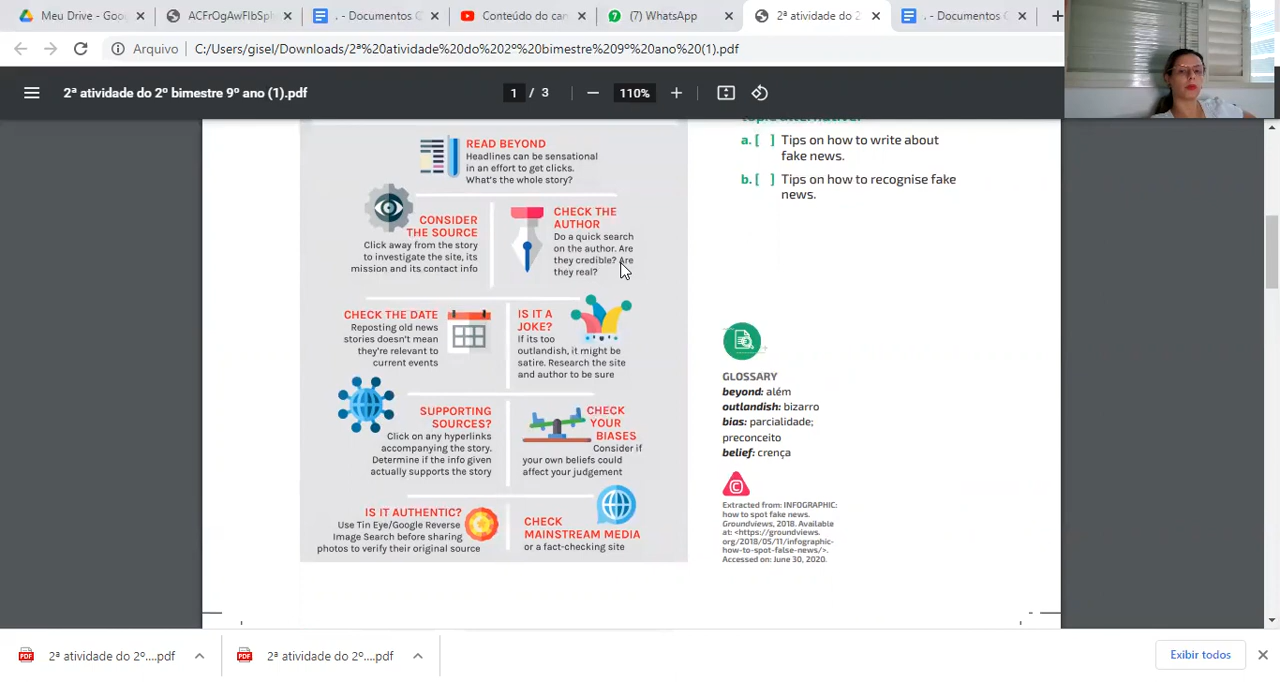 Meu Drive - Goo
ACFrOgAwFlbSpl
. - Documentos G
Conteúdo do can
(7) WhatsApp
2ª atividade do 2
. - Documentos G
Arquivo
C:/Users/gisel/Downloads/2ª%20atividade%20do%202º%20bimestre%209º%20ano%20(1).pdf
2ª atividade do 2º bimestre 9º ano (1).pdf
1 / 3
110%
READ BEYOND
Headlines can be sensational
in an effort to get clicks.
What's the whole story?
CONSIDER
THE SOURCE
Click away from the story
to investigate the site, its
mission and its contact info
CHECK THE
AUTHOR
Do a quick search
on the author. Are
they credible? Are
they real?
CHECK THE DATE
Reposting old news
stories doesn't mean
they're relevant to
current events
IS IT A
JOKE?
If its too
outlandish, it might be
satire. Research the site
and author to be sure
SUPPORTING
SOURCES?
Click on any hyperlinks
accompanying the story.
Determine if the info given
actually supports the story
CHECK
YOUR
BIASES
Consider if
your own beliefs could
affect your judgement
IS IT AUTHENTIC?
Use Tin Eye/Google Reverse
Image Search before sharing
photos to verify their original source
CHECK
MAINSTREAM MEDIA
or a fact-checking site
topic alternative.
a. [ ] Tips on how to write about
fake news.
b. [ ] Tips on how to recognise fake
news.
GLOSSARY
beyond: além
outlandish: bizarro
bias: parcialidade;
preconceito
belief: crença
Extracted from: INFOGRAPHIC:
how to spot fake news.
Groundviews, 2018. Available
at: <https://groundviews.
org/2018/05/11/infographic-
how-to-spot-false-news/>.
Accessed on: June 30, 2020.
2ª atividade do 2º....pdf
2ª atividade do 2º....pdf
Exibir todos